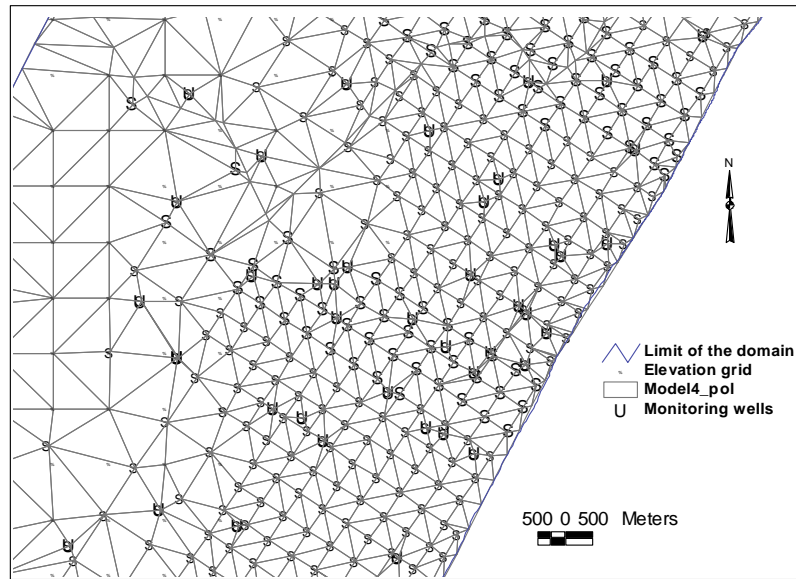 N
Limit of the domain
Elevation grid
Model4_pol
U Monitoring wells
500 0 500 Meters